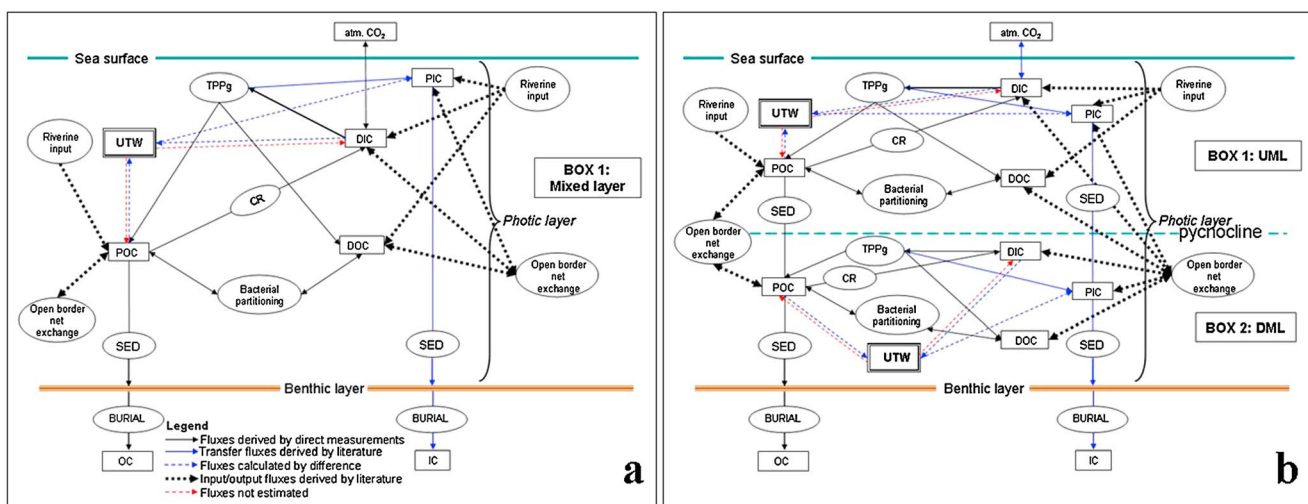 atm. CO₂
Sea surface
TPPg
PIC
Riverine
input
Riverine
input
UTW
DIC
BOX 1:
Mixed layer
CR
Photic layer
POC
DOC
Open border
net exchange
Bacterial
partitioning
Open border
net
exchange
SED
SED
Benthic layer
BURIAL
BURIAL
Legend
Fluxes derived by direct measurements
Transfer fluxes derived by literature
Fluxes calculated by difference
Input/output fluxes derived by literature
Fluxes not estimated
OC
IC
a
atm. CO₂
Sea surface
TPPg
DIC
Riverine
input
Riverine
input
UTW
PIC
CR
BOX 1: UML
POC
DOC
Bacterial
partitioning
SED
SED
Photic layer
pycnocline
Open border
net
exchange
TPPg
DIC
Open border
net exchange
CR
POC
PIC
Bacterial
partitioning
BOX 2: DML
SED
UTW
DOC
SED
Benthic layer
BURIAL
BURIAL
OC
IC
b